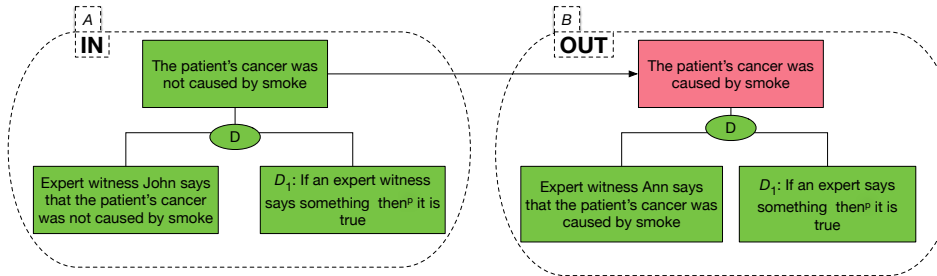 A
IN
The patient's cancer was
not caused by smoke
D
Expert witness John says
that the patient's cancer
was not caused by smoke
D₁: If an expert witness
says something thenᵖ it is
true
B
OUT
The patient's cancer was
caused by smoke
D
Expert witness Ann says
that the patient's cancer was
caused by smoke
D₁: If an expert says
something thenᵖ it is
true